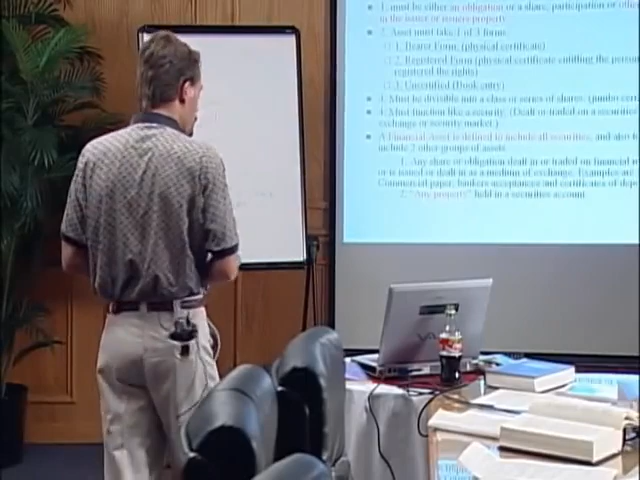 1. must be either an obligation or a share, participation or
in the issuer or issuers property
2. Asset must take 1 of 3 forms.
1. Bearer Form. (physical certificate)
2. Registered Form (physical certificate entitling the person
registered the rights)
3. Uncertified (Book entry)
3. Must be divisible into a class or series of shares. (jumbo
4. Must function like a security. (Dealt or traded on a securities
exchange or security market.)
A Financial Asset is defined to include all securities, and also
include 2 other groups of assets
1. Any share or obligation dealt in or traded on financial
or is dealt in as a medium of exchange. Examples are
Commercial paper, bankers acceptances and certificates of
2. "Any property" held in a securities account
VAIO